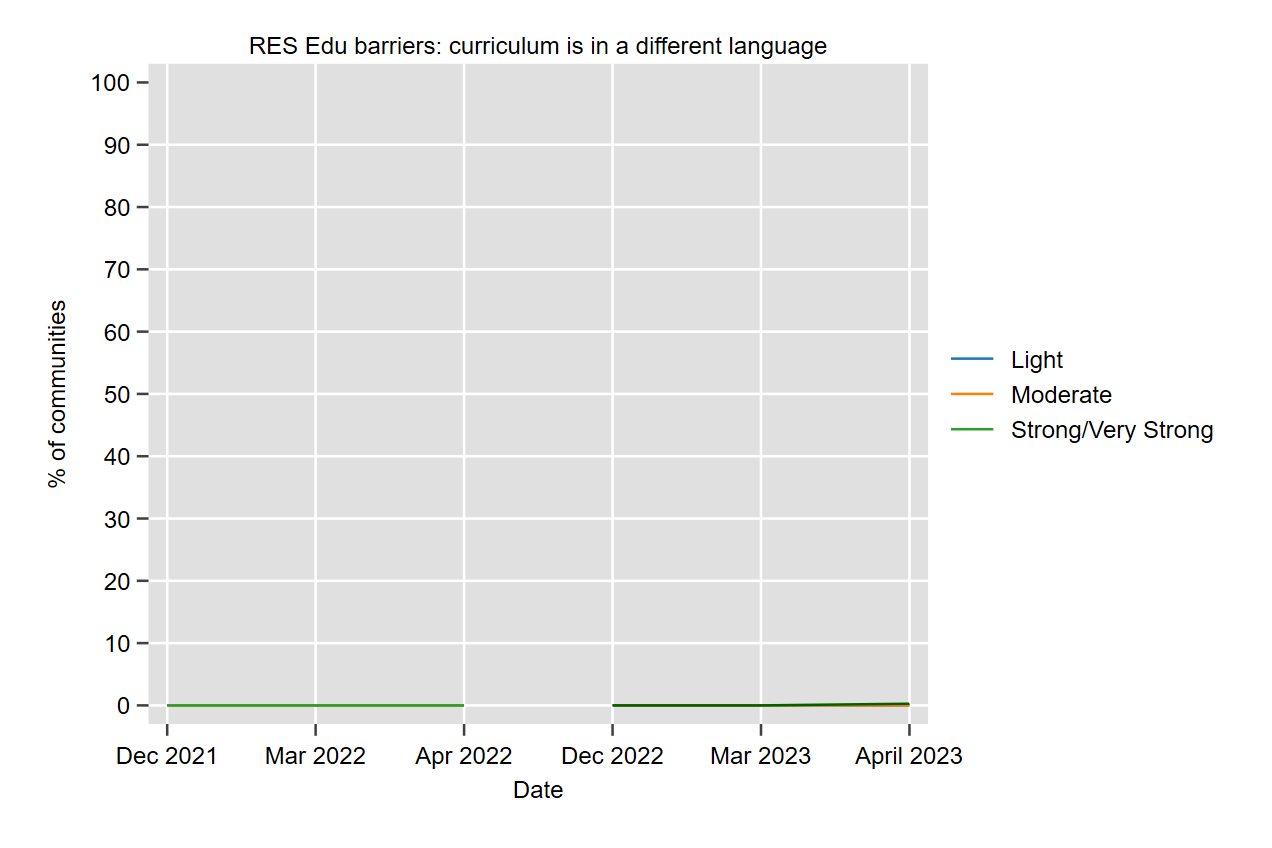 RES Edu barriers: curriculum is in a different language
100
90
80
70
60
50
40
30
20
10
0
% of communities
Dec 2021 Mar 2022 Apr 2022 Dec 2022 Mar 2023 April 2023
Date
Light
Moderate
Strong/Very Strong